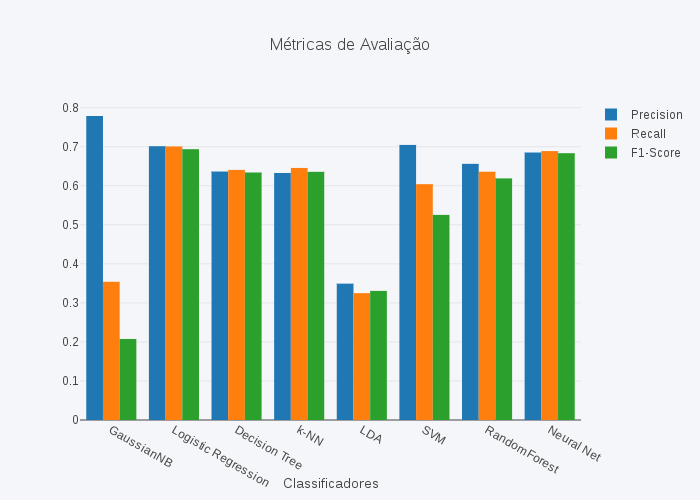 Métricas de Avaliação
Precision
Recall
F1-Score
0.8
0.7
0.6
0.5
0.4
0.3
0.2
0.1
0
GaussianNB
Logistic Regression
Decision Tree
k-NN
LDA
SVM
RandomForest
Neural Net
Classificadores